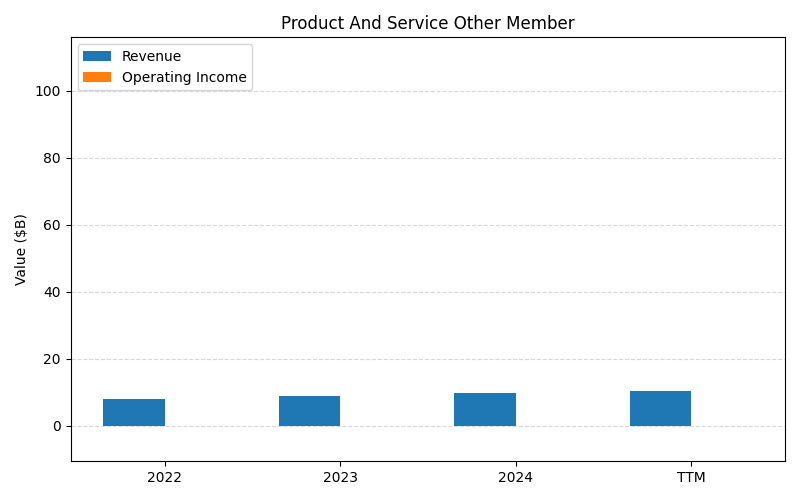 Product And Service Other Member
Revenue
Operating Income
Value ($B)
100
80
60
40
20
0
2022 2023 2024 TTM